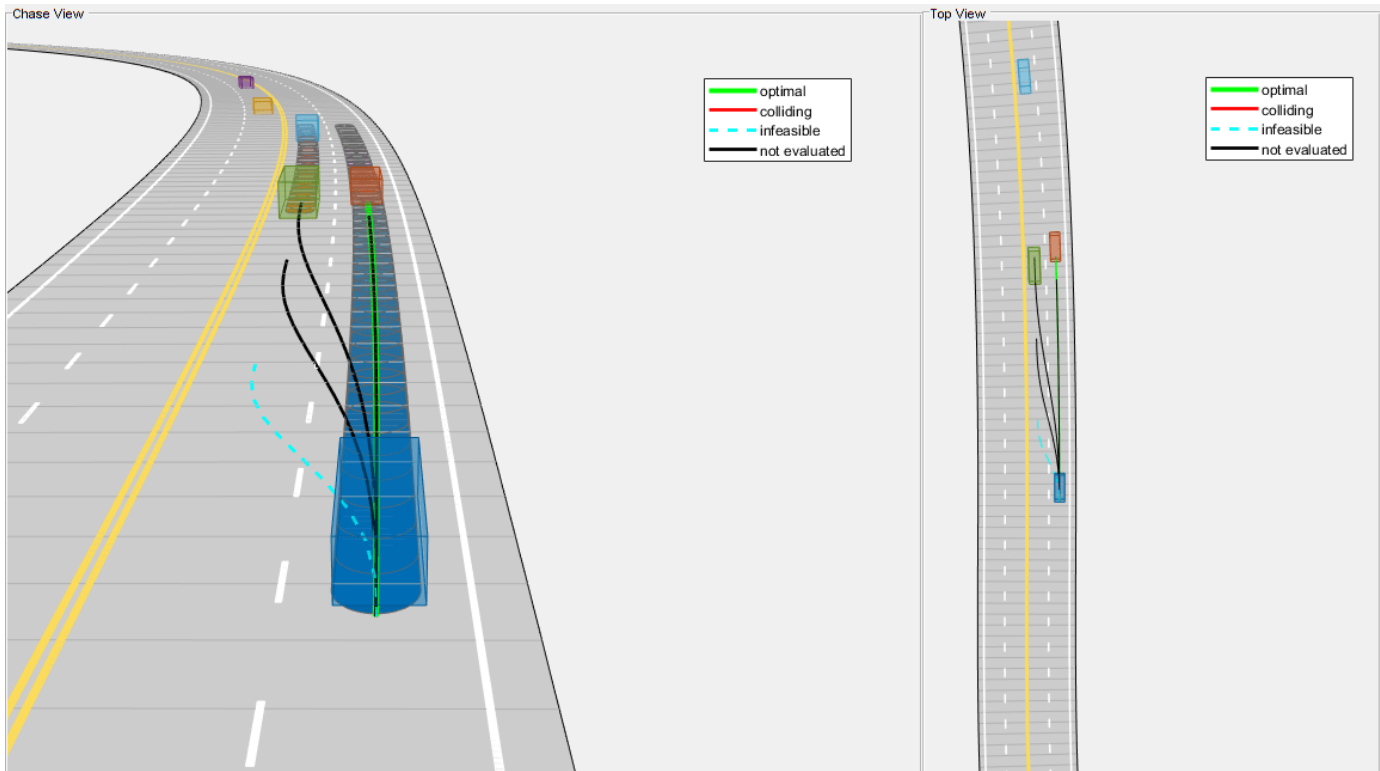 Chase View
optimal
colliding
infeasible
not evaluated
Top View
optimal
colliding
infeasible
not evaluated